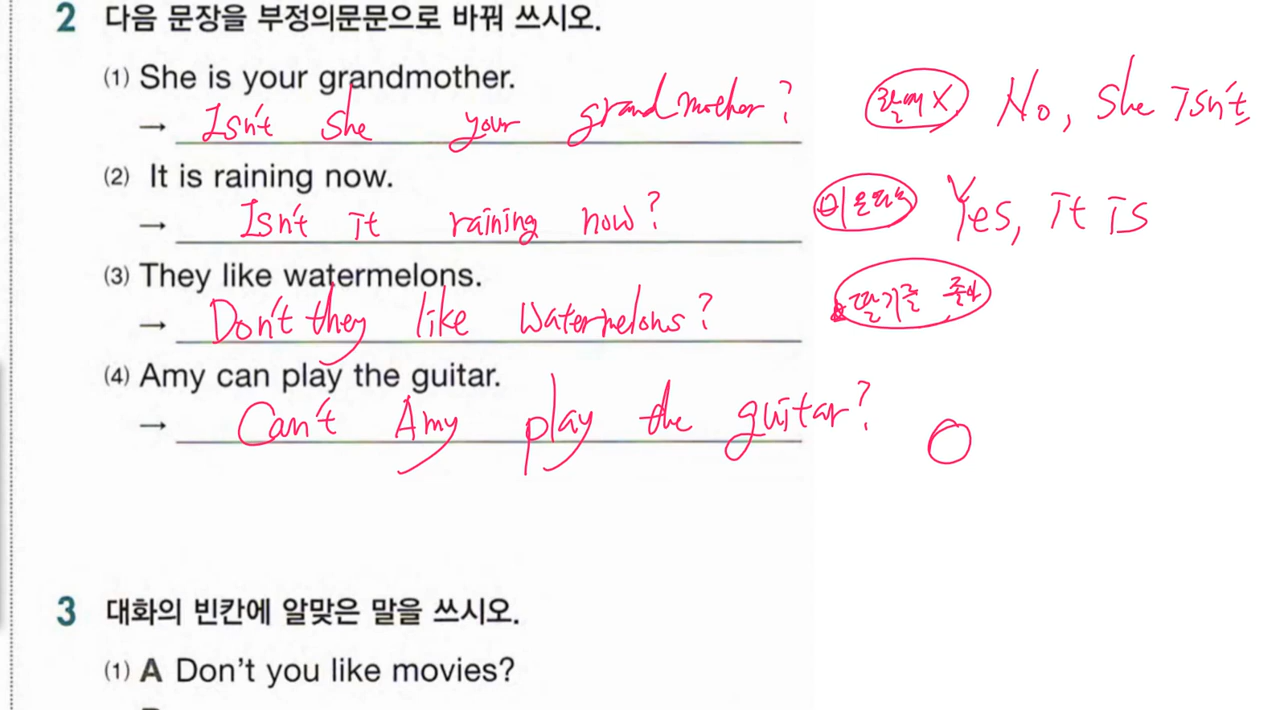 2 다음 문장을 부정의문문으로 바꿔 쓰시오.
(1) She is your grandmother.
→ Isn't she your grandmother?
할머 X No, she isn't
(2) It is raining now.
→ Isn't it raining now?
비 온다는 Yes, it is
(3) They like watermelons.
→ Don't they like watermelons?
딸기를 좋아
(4) Amy can play the guitar.
→ Can't Amy play the guitar?
O
3 대화의 빈칸에 알맞은 말을 쓰시오.
(1) A Don't you like movies?